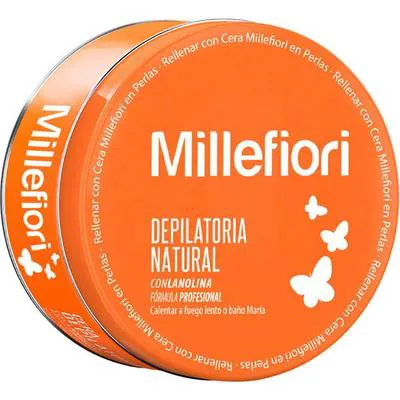 Millefiori
DEPILATORIA
NATURAL
CON LANOLINA
FÓRMULA PROFESIONAL
Calentar a fuego lento o baño María
Rellenar con Cera Millefiori en Perlas · Rellenar con Cera Millefiori en Perlas · Rellenar con Cera Millefiori en Perlas · Rellenar con Cera Millefiori en Perlas
Millefiori